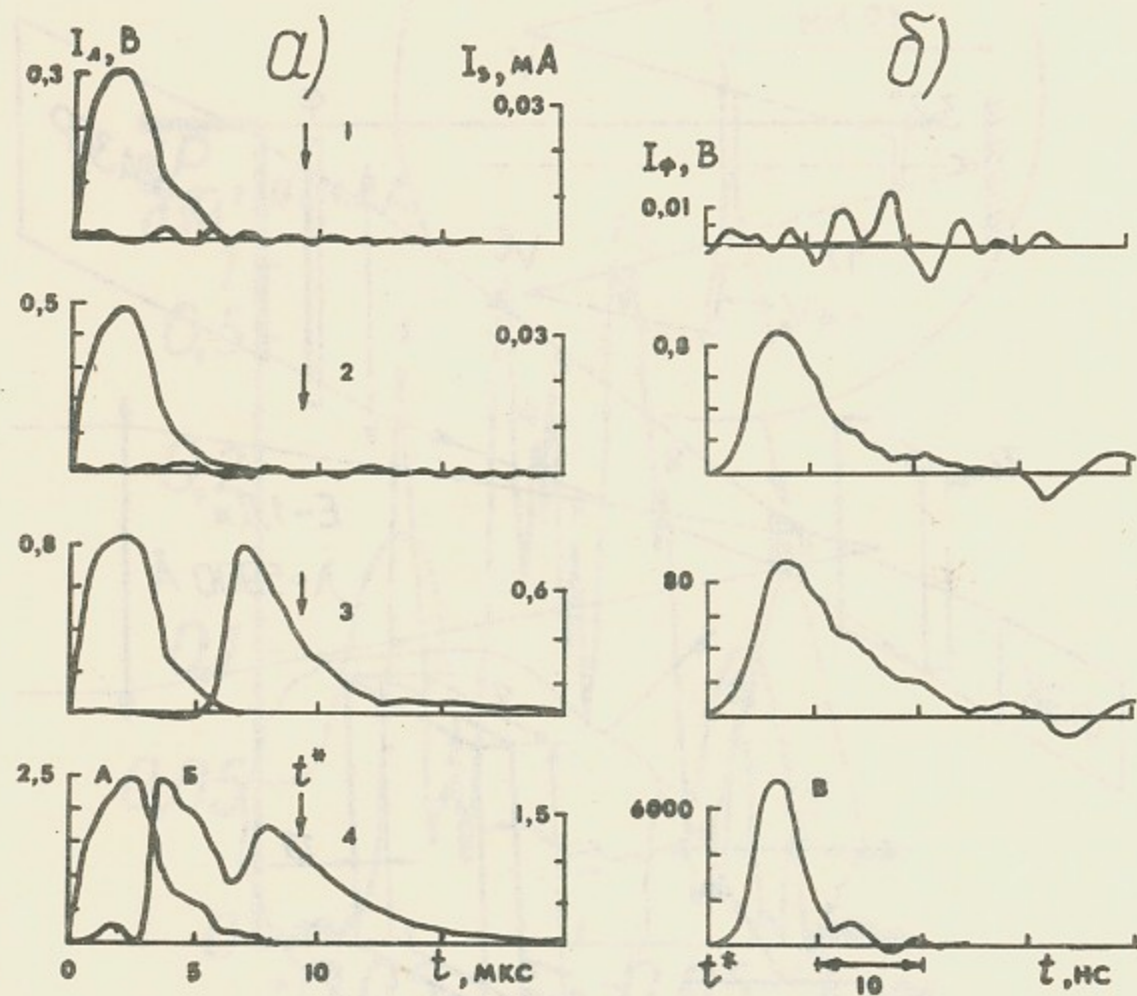 а) б)
I_л, В I_э, мА
0,3 0,03
1
I_ф, В
0,01
0,5 0,03
2
0,8
0,8 0,6
3
80
2,5 А Б t* 1,5
4
6000 В
0 5 10 t, мкс
t* 10 t, нс